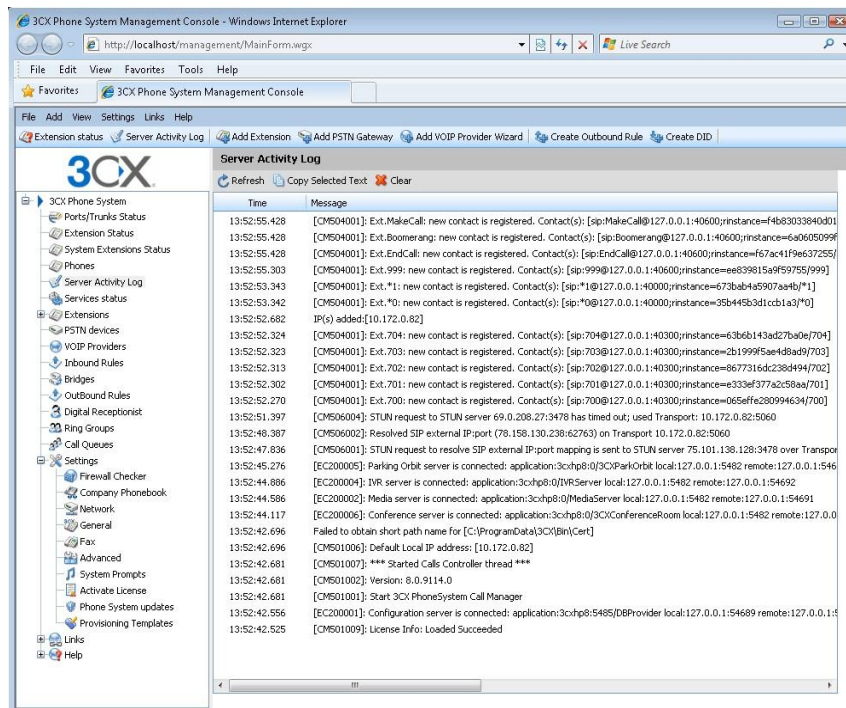 3CX Phone System Management Console - Windows Internet Explorer
http://localhost/management/MainForm.wgx
Live Search
File Edit View Favorites Tools Help
Favorites 3CX Phone System Management Console
File Add View Settings Links Help
Extension status Server Activity Log Add Extension Add PSTN Gateway Add VOIP Provider Wizard Create Outbound Rule Create DID
3CX
3CX Phone System
Ports/Trunks Status
Extension Status
System Extensions Status
Phones
Server Activity Log
Services status
Extensions
PSTN devices
VOIP Providers
Inbound Rules
Bridges
OutBound Rules
Digital Receptionist
Ring Groups
Call Queues
Settings
Firewall Checker
Company Phonebook
Network
General
Fax
Advanced
System Prompts
Activate License
Phone System updates
Provisioning Templates
Links
Help
Server Activity Log
Refresh Copy Selected Text Clear
Time Message
13:52:55.428 [CM504001]: Ext.MakeCall: new contact is registered. Contact(s): [sip:MakeCall@127.0.0.1:40600;rinstance=f4b83033840d01
13:52:55.428 [CM504001]: Ext.Boomerang: new contact is registered. Contact(s): [sip:Boomerang@127.0.0.1:40600;rinstance=6a0605099f
13:52:55.428 [CM504001]: Ext.EndCall: new contact is registered. Contact(s): [sip:EndCall@127.0.0.1:40600;rinstance=f67ac41f9e637255/
13:52:55.303 [CM504001]: Ext.999: new contact is registered. Contact(s): [sip:999@127.0.0.1:40600;rinstance=ee839815a9f59755/999]
13:52:53.343 [CM504001]: Ext.*1: new contact is registered. Contact(s): [sip:*1@127.0.0.1:40000;rinstance=673bab4a5907aa4b/*1]
13:52:53.342 [CM504001]: Ext.*0: new contact is registered. Contact(s): [sip:*0@127.0.0.1:40000;rinstance=35b445b3d1ccb1a3/*0]
13:52:52.682 IP(s) added:[10.172.0.82]
13:52:52.324 [CM504001]: Ext.704: new contact is registered. Contact(s): [sip:704@127.0.0.1:40300;rinstance=63b6b143ad27ba0e/704]
13:52:52.323 [CM504001]: Ext.703: new contact is registered. Contact(s): [sip:703@127.0.0.1:40300;rinstance=2b1999f5ae4d8ad9/703]
13:52:52.313 [CM504001]: Ext.702: new contact is registered. Contact(s): [sip:702@127.0.0.1:40300;rinstance=8677316dc238d494/702]
13:52:52.302 [CM504001]: Ext.701: new contact is registered. Contact(s): [sip:701@127.0.0.1:40300;rinstance=e333ef377a2c58aa/701]
13:52:52.270 [CM504001]: Ext.700: new contact is registered. Contact(s): [sip:700@127.0.0.1:40300;rinstance=065effe280994634/700]
13:52:51.397 [CM506004]: STUN request to STUN server 69.0.208.27:3478 has timed out; used Transport: 10.172.0.82:5060
13:52:48.387 [CM506002]: Resolved SIP external IP:port (78.158.130.238:62763) on Transport 10.172.0.82:5060
13:52:47.836 [CM506001]: STUN request to resolve SIP external IP:port mapping is sent to STUN server 75.101.138.128:3478 over Transpor
13:52:45.276 [EC200005]: Parking Orbit server is connected: application:3cxhp8:0/3CXParkOrbit local:127.0.0.1:5482 remote:127.0.0.1:546
13:52:44.886 [EC200004]: IVR server is connected: application:3cxhp8:0/IVRServer local:127.0.0.1:5482 remote:127.0.0.1:54692
13:52:44.586 [EC200002]: Media server is connected: application:3cxhp8:0/MediaServer local:127.0.0.1:5482 remote:127.0.0.1:54691
13:52:44.117 [EC200006]: Conference server is connected: application:3cxhp8:0/3CXConferenceRoom local:127.0.0.1:5482 remote:127.0.0
13:52:42.696 Failed to obtain short path name for [C:\ProgramData\3CX\Bin\Cert]
13:52:42.696 [CM501006]: Default Local IP address: [10.172.0.82]
13:52:42.681 [CM501007]: *** Started Calls Controller thread ***
13:52:42.681 [CM501002]: Version: 8.0.9114.0
13:52:42.681 [CM501001]: Start 3CX PhoneSystem Call Manager
13:52:42.556 [EC200001]: Configuration server is connected: application:3cxhp8:5485/DBProvider local:127.0.0.1:54689 remote:127.0.0.1:5
13:52:42.525 [CM501009]: License Info: Loaded Succeeded